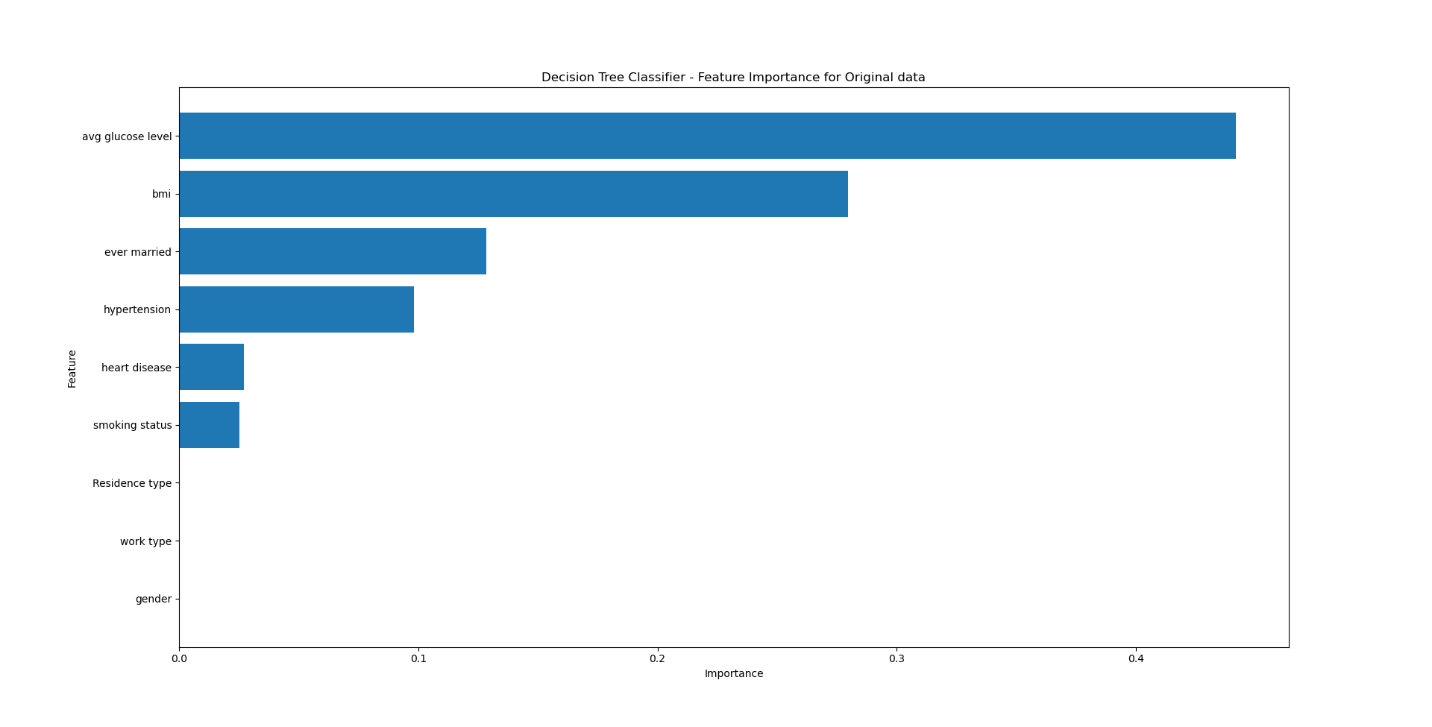 Decision Tree Classifier - Feature Importance for Original data
avg glucose level
bmi
ever married
hypertension
heart disease
smoking status
Residence type
work type
gender
Feature
0.0 0.1 0.2 0.3 0.4
Importance